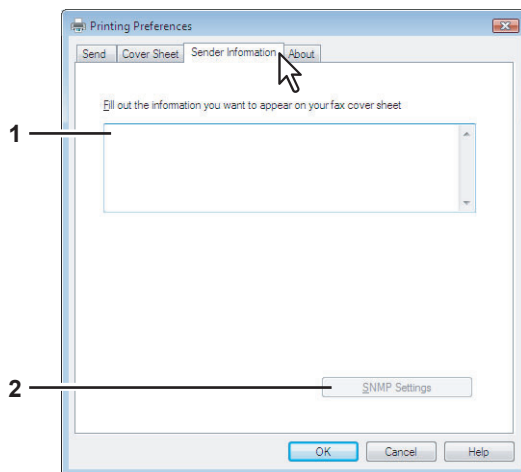 Printing Preferences
Send Cover Sheet Sender Information About
Fill out the information you want to appear on your fax cover sheet
1
2 SNMP Settings
OK Cancel Help